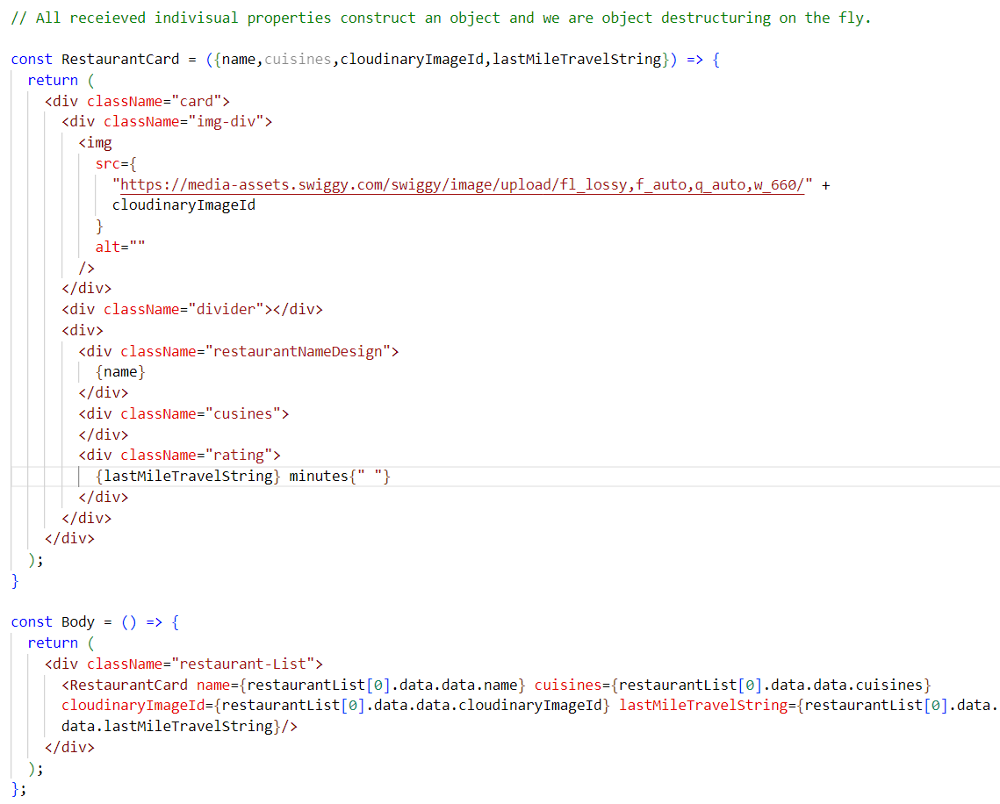 // All receieved indivisual properties construct an object and we are object destructuring on the fly.

const RestaurantCard = ({name,cuisines,cloudinaryImageId,lastMileTravelString}) => {
  return (
    <div className="card">
      <div className="img-div">
        <img
          src={
            "https://media-assets.swiggy.com/swiggy/image/upload/fl_lossy,f_auto,q_auto,w_660/" +
            cloudinaryImageId
          }
          alt=""
        />
      </div>
      <div className="divider"></div>
      <div>
        <div className="restaurantNameDesign">
          {name}
        </div>
        <div className="cusines">
        </div>
        <div className="rating">
          {lastMileTravelString} minutes{" "}
        </div>
      </div>
    </div>
  );
}

const Body = () => {
  return (
    <div className="restaurant-List">
      <RestaurantCard name={restaurantList[0].data.data.name} cuisines={restaurantList[0].data.data.cuisines}
      cloudinaryImageId={restaurantList[0].data.data.cloudinaryImageId} lastMileTravelString={restaurantList[0].data.
      data.lastMileTravelString}/>
    </div>
  );
};